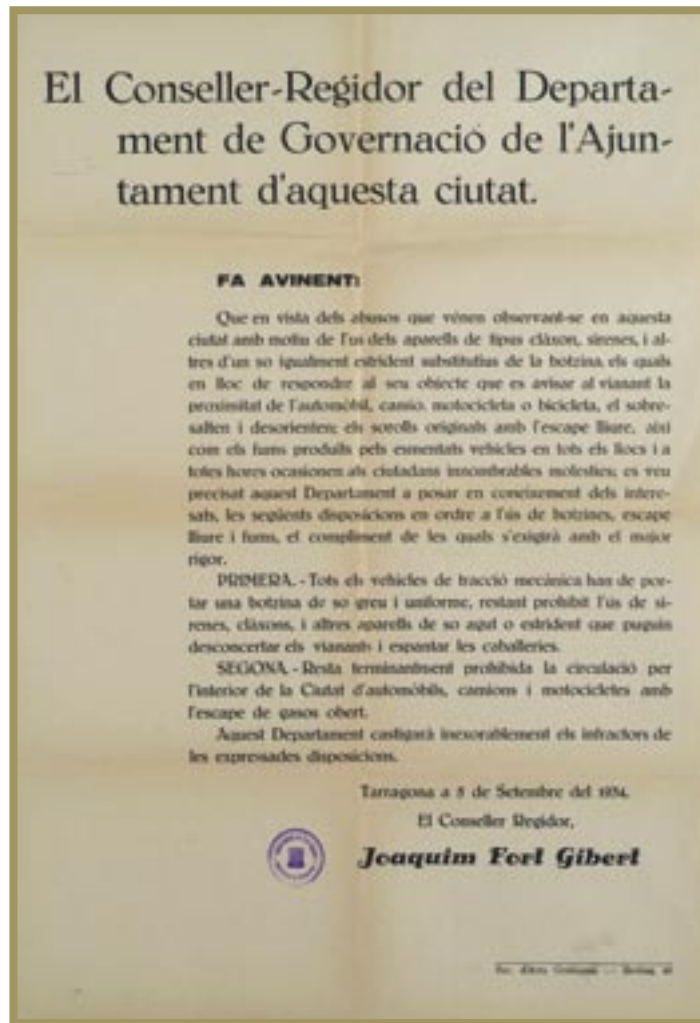 El Conseller-Regidor del Departa-
ment de Governació de l'Ajun-
tament d'aquesta ciutat.
FA AVINENT:
Que en vista dels abusos que vénen observant-se en aquesta
ciutat amb motiu de l'us dels aparells de tipus clàxon, sirenes, i al-
tres d'un so igualment estrident substitutius de la botzina, els quals
en lloc de respondre al seu objecte que es avisar al vianant la
proximitat de l'automòbil, camio, motocicleta o bicicleta, el sobre-
salten i desorienten; els sorolls originats amb l'escape lliure, així
com els fums produïts pels esmentats vehicles en tots els llocs i a
totes hores ocasionen als ciutadans innombrables molesties; es veu
precisat aquest Departament a posar en coneixement dels intere-
sats, les següents disposicions en ordre a l'ús de botzines, escape
lliure i fums, el compliment de les quals s'exigirà amb el major
rigor.
PRIMERA. - Tots els vehicles de tracció mecànica han de por-
tar una botzina de so greu i uniforme, restant prohibit l'ús de si-
renes, clàxons, i altres aparells de so agut o estrident que puguin
desconcertar els vianants i espantar les caballeries.
SEGONA. - Resta terminantment prohibida la circulació per
l'interior de la Ciutat d'automòbils, camions i motocicletes amb
l'escape de gasos obert.
Aquest Departament castigarà inexorablement els infractors de
les expressades disposicions.
Tarragona a 5 de Setembre del 1934.
El Conseller Regidor,
Joaquim Fort Gibert